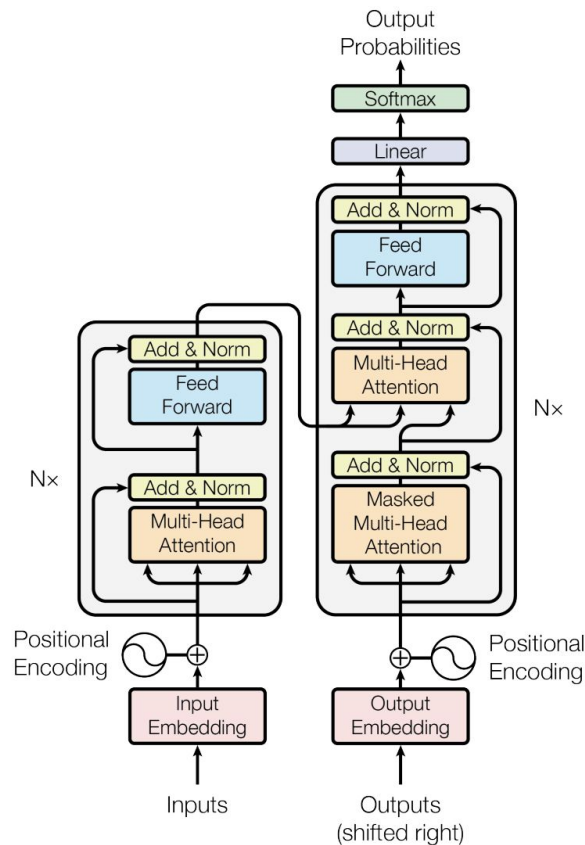 Output
Probabilities
Softmax
Linear
Add & Norm
Feed
Forward
Add & Norm
Multi-Head
Attention
Add & Norm
Masked
Multi-Head
Attention
N×
Positional
Encoding
Output
Embedding
Outputs
(shifted right)
Add & Norm
Feed
Forward
Add & Norm
Multi-Head
Attention
N×
Positional
Encoding
Input
Embedding
Inputs